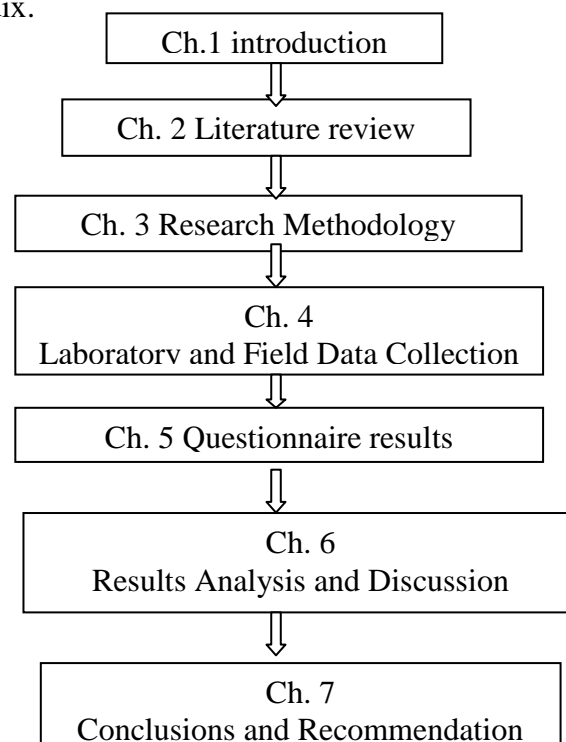 Ch.1 introduction
Ch. 2 Literature review
Ch. 3 Research Methodology
Ch. 4
Laboratory and Field Data Collection
Ch. 5 Questionnaire results
Ch. 6
Results Analysis and Discussion
Ch. 7
Conclusions and Recommendation